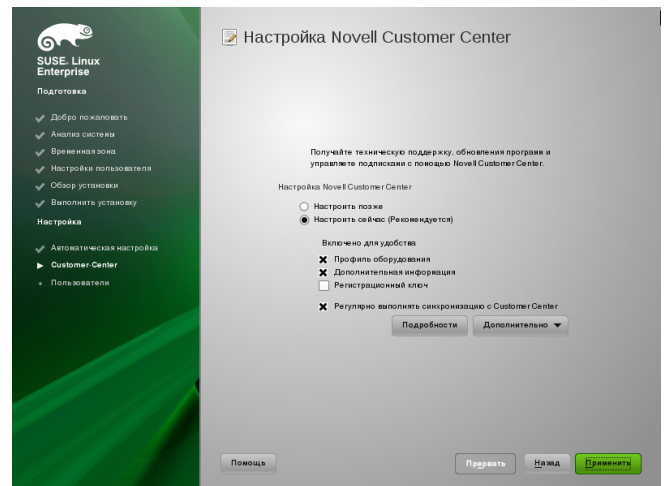 SUSE. Linux
Enterprise
Подготовка
Добро пожаловать
Анализ системы
Временная зона
Настройки пользователя
Обзор установки
Выполнить установку
Настройка
Автоматическая настройка
Customer-Center
Пользователи
Настройка Novell Customer Center
Получайте техническую поддержку, обновления програми и
управляете подписками с помощью Novell Customer Center.
Настройка Novell Customer Center
Настроить позже
Настроить сейчас (Рекомендуется)
Включено для удобства
Профиль оборудования
Дополнительная информация
Регистрационный ключ
Регулярно выполнять синхронизацию с Customer Center
Подробности
Дополнительно
Помощь
Прервать
Назад
Применить